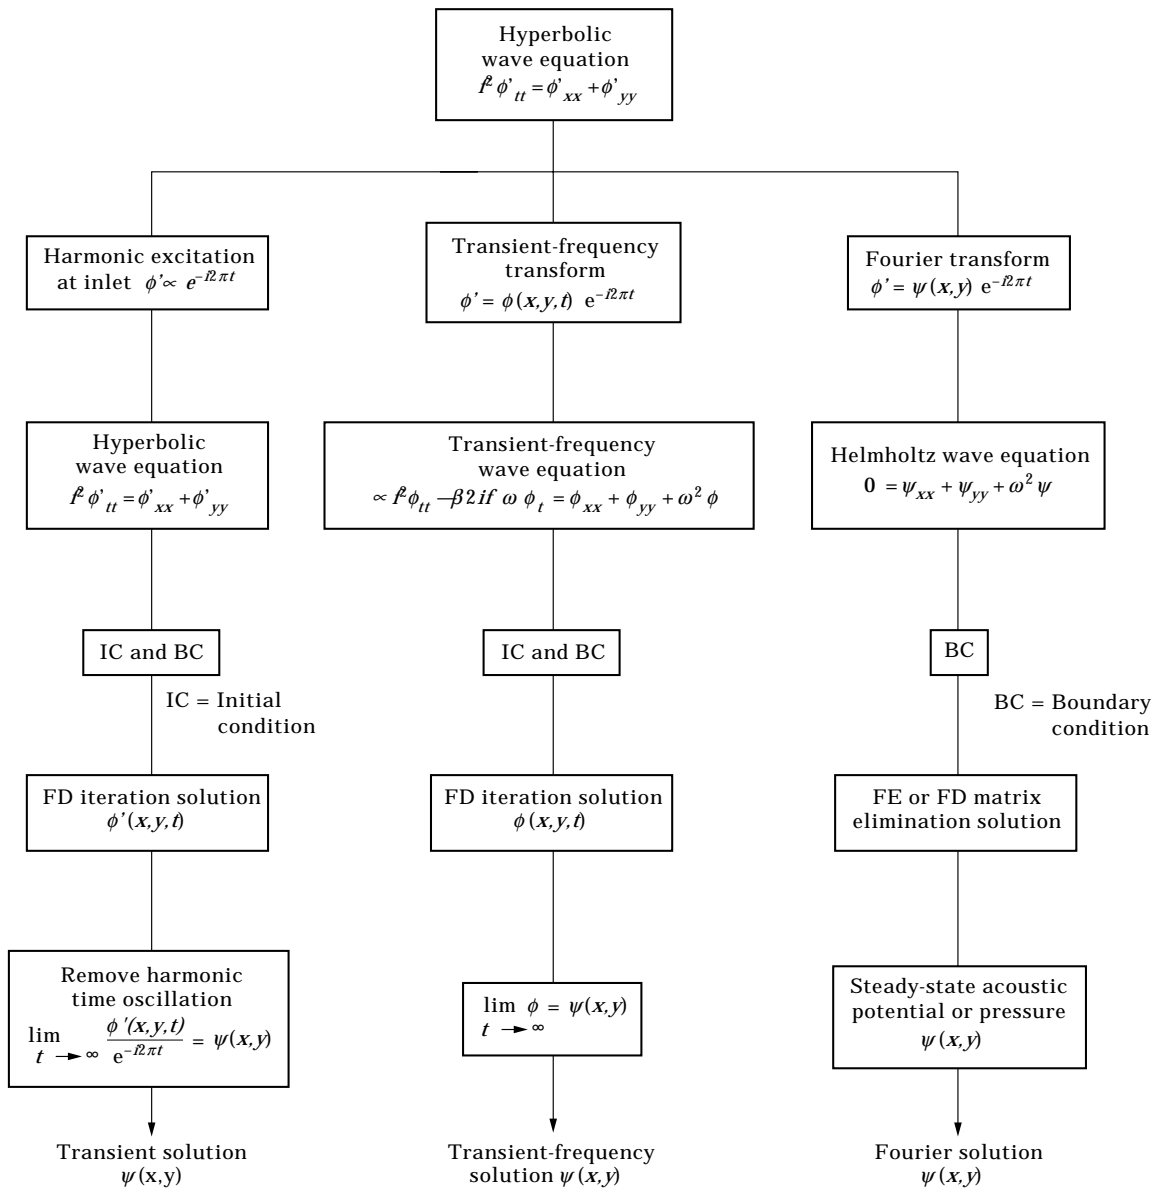 Hyperbolic
wave equation
f² ϕ'tt = ϕ'xx + ϕ'yy
Harmonic excitation
at inlet ϕ' ∝ e^−i2πt
Transient-frequency
transform
ϕ' = ϕ(x,y,t) e^−i2πt
Fourier transform
ϕ' = ψ(x,y) e^−i2πt
Hyperbolic
wave equation
f² ϕ'tt = ϕ'xx + ϕ'yy
Transient-frequency
wave equation
∝ f² ϕtt − β2if ω ϕt = ϕxx + ϕyy + ω² ϕ
Helmholtz wave equation
0 = ψxx + ψyy + ω² ψ
IC and BC
IC and BC
BC
IC = Initial
condition
BC = Boundary
condition
FD iteration solution
ϕ'(x,y,t)
FD iteration solution
ϕ(x,y,t)
FE or FD matrix
elimination solution
Remove harmonic
time oscillation
lim t → ∞ ϕ'(x,y,t) / e^−i2πt = ψ(x,y)
lim ϕ = ψ(x,y)
t → ∞
Steady-state acoustic
potential or pressure
ψ(x,y)
Transient solution
ψ(x,y)
Transient-frequency
solution ψ(x,y)
Fourier solution
ψ(x,y)